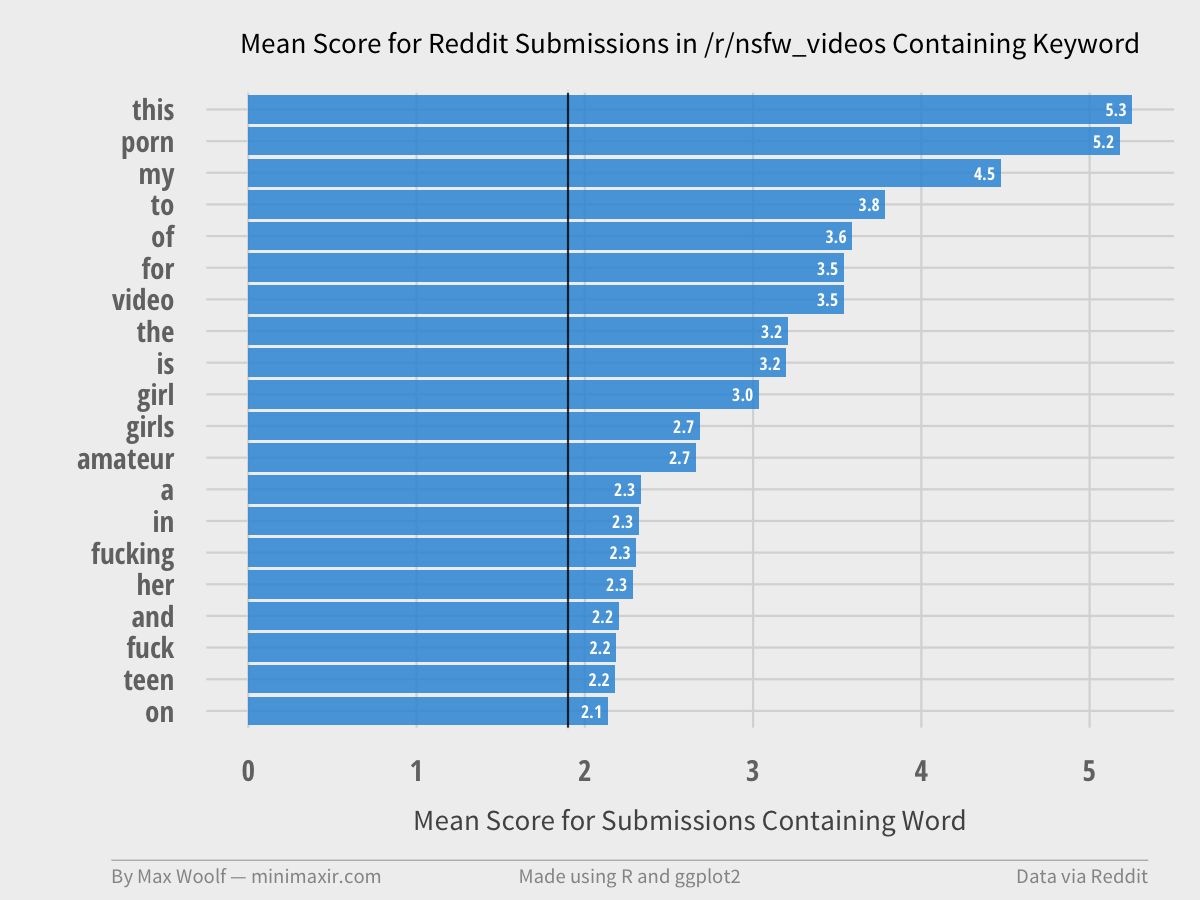 Mean Score for Reddit Submissions in /r/nsfw_videos Containing Keyword
this 5.3
porn 5.2
my 4.5
to 3.8
of 3.6
for 3.5
video 3.5
the 3.2
is 3.2
girl 3.0
girls 2.7
amateur 2.7
a 2.3
in 2.3
fucking 2.3
her 2.3
and 2.2
fuck 2.2
teen 2.2
on 2.1
0 1 2 3 4 5
Mean Score for Submissions Containing Word
By Max Woolf — minimaxir.com Made using R and ggplot2 Data via Reddit